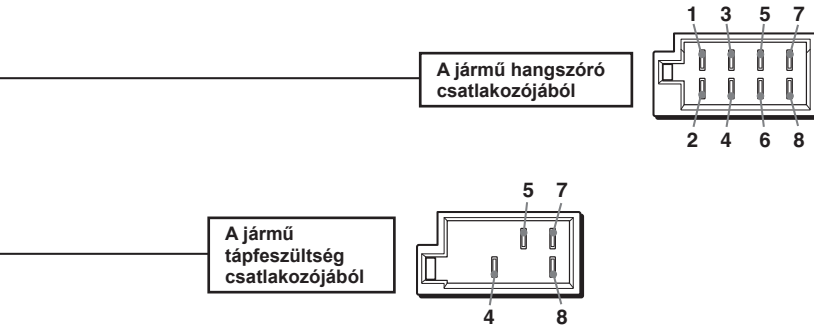 1 3 5 7
A jármű hangszóró
csatlakozójából
2 4 6 8
5 7
A jármű
tápfeszültség
csatlakozójából
4 8